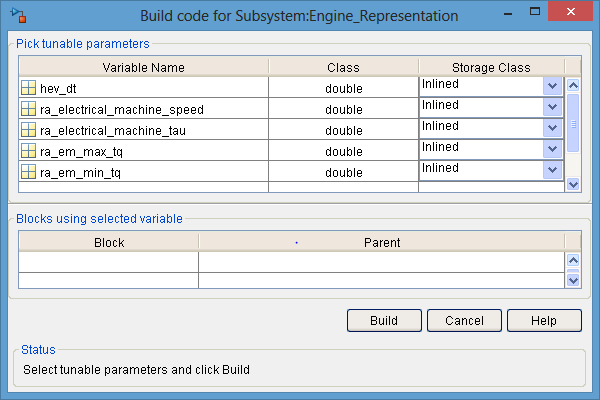 Build code for Subsystem:Engine_Representation
Pick tunable parameters
Variable Name Class Storage Class
hev_dt double Inlined
ra_electrical_machine_speed double Inlined
ra_electrical_machine_tau double Inlined
ra_em_max_tq double Inlined
ra_em_min_tq double Inlined
Blocks using selected variable
Block Parent
Build Cancel Help
Status
Select tunable parameters and click Build